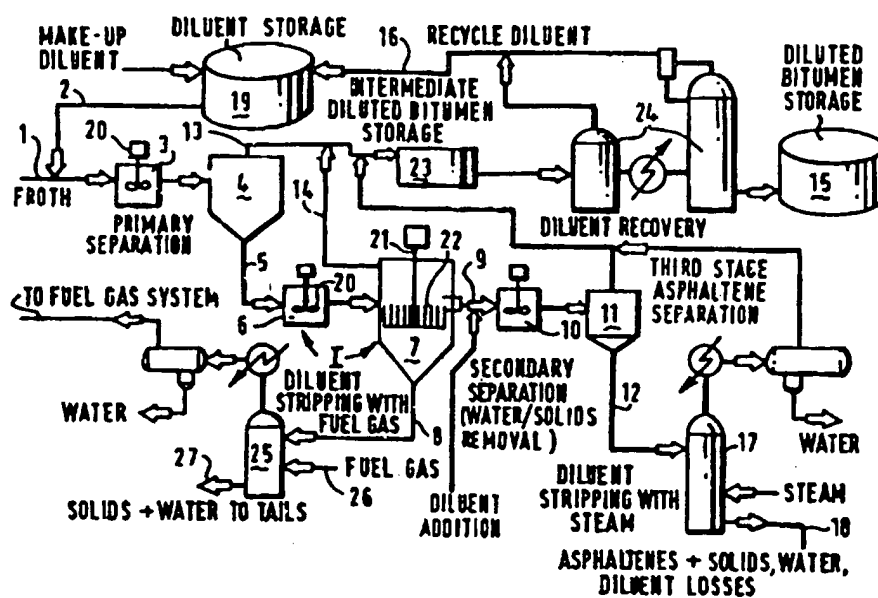 DILUENT STORAGE
16
RECYCLE DILUENT
MAKE-UP
DILUENT
DILUTED
BITUMEN
STORAGE
2
19
INTERMEDIATE
DILUTED BITUMEN
STORAGE
24
20
13
1
3
4
23
15
FROTH
14
PRIMARY
SEPARATION
DILUENT RECOVERY
21
22
9
5
THIRD STAGE
ASPHALTENE
SEPARATION
TO FUEL GAS SYSTEM
20
6
7
10
11
I
DILUENT
STRIPPING WITH
FUEL GAS
SECONDARY
SEPARATION
(WATER/SOLIDS
REMOVAL)
12
WATER
8
WATER
25
17
27
FUEL GAS
26
DILUENT
ADDITION
DILUENT
STRIPPING WITH
STEAM
STEAM
SOLIDS + WATER TO TAILS
18
ASPHALTENES + SOLIDS, WATER,
DILUENT LOSSES